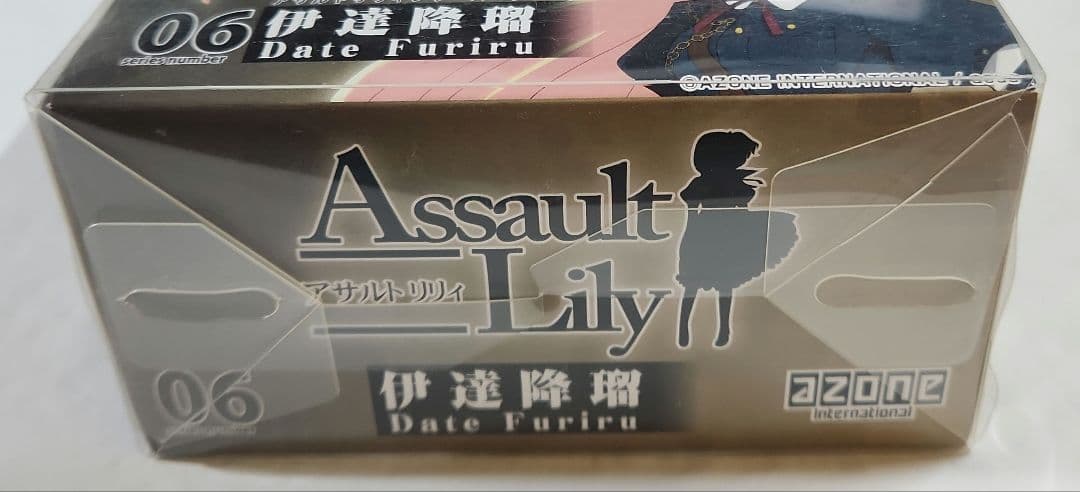 06
series number
伊達降瑠
Date Furiru
©AZONE INTERNATIONAL /
Assault
Lily
アサルトリリィ
06
伊達降瑠
Date Furiru
azone
international